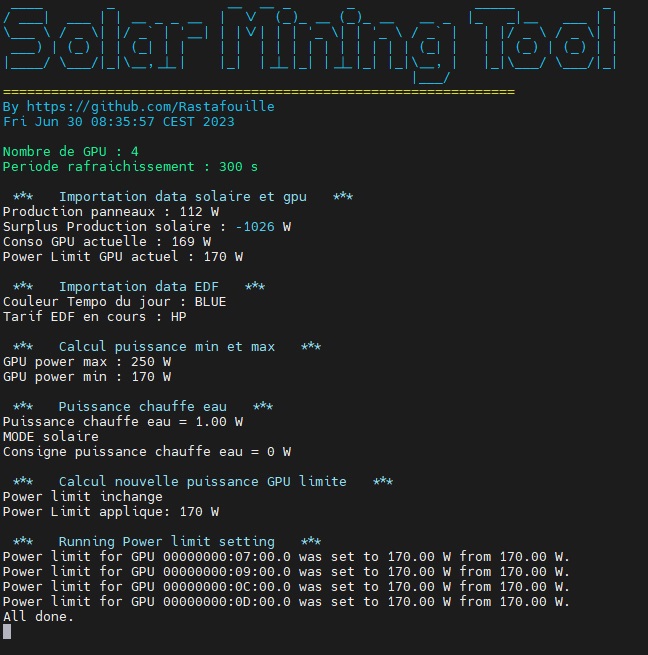 Solar Mining Tool
By https://github.com/Rastafouille
Fri Jun 30 08:35:57 CEST 2023
Nombre de GPU : 4
Periode rafraichissement : 300 s
*** Importation data solaire et gpu ***
Production panneaux : 112 W
Surplus Production solaire : -1026 W
Conso GPU actuelle : 169 W
Power Limit GPU actuel : 170 W
*** Importation data EDF ***
Couleur Tempo du jour : BLUE
Tarif EDF en cours : HP
*** Calcul puissance min et max ***
GPU power max : 250 W
GPU power min : 170 W
*** Puissance chauffe eau ***
Puissance chauffe eau = 1.00 W
MODE solaire
Consigne puissance chauffe eau = 0 W
*** Calcul nouvelle puissance GPU limite ***
Power limit inchange
Power Limit applique: 170 W
*** Running Power limit setting ***
Power limit for GPU 00000000:07:00.0 was set to 170.00 W from 170.00 W.
Power limit for GPU 00000000:09:00.0 was set to 170.00 W from 170.00 W.
Power limit for GPU 00000000:0C:00.0 was set to 170.00 W from 170.00 W.
Power limit for GPU 00000000:0D:00.0 was set to 170.00 W from 170.00 W.
All done.